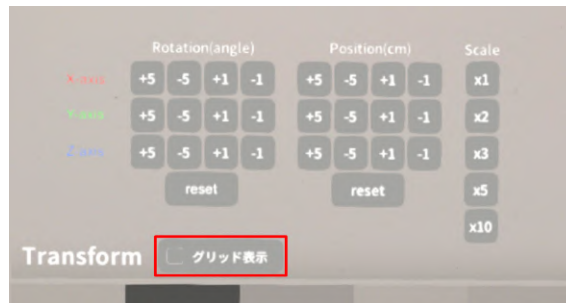 Rotation(angle) Position(cm) Scale
X-axis +5 -5 +1 -1 +5 -5 +1 -1 x1
Y-axis +5 -5 +1 -1 +5 -5 +1 -1 x2
Z-axis +5 -5 +1 -1 +5 -5 +1 -1 x3
reset reset x5
x10
Transform グリッド表示